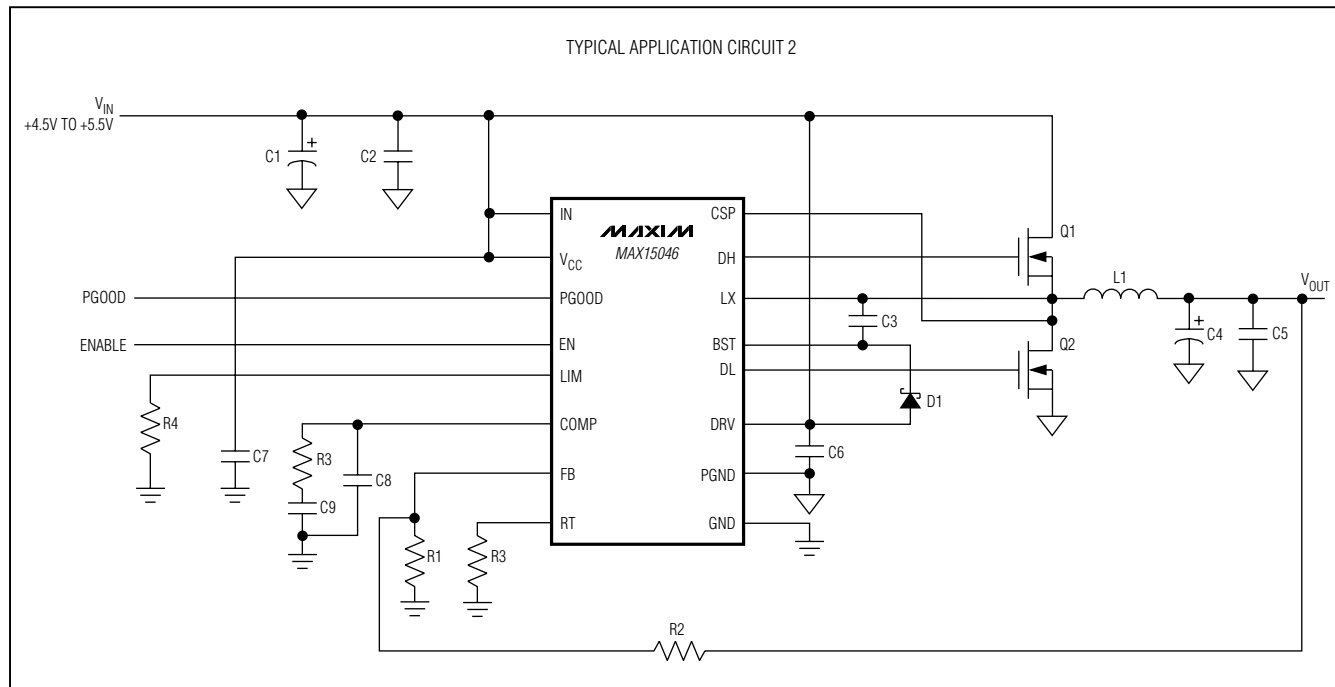 TYPICAL APPLICATION CIRCUIT 2
VIN
+4.5V TO +5.5V
C1
+
C2
IN
VCC
PGOOD
EN
LIM
COMP
FB
RT
MAXIM
MAX15046
CSP
DH
LX
BST
DL
DRV
PGND
GND
PGOOD
ENABLE
R4
C7
R3
C9
C8
R1
R3
R2
C3
D1
C6
Q1
Q2
L1
+
C4
C5
VOUT